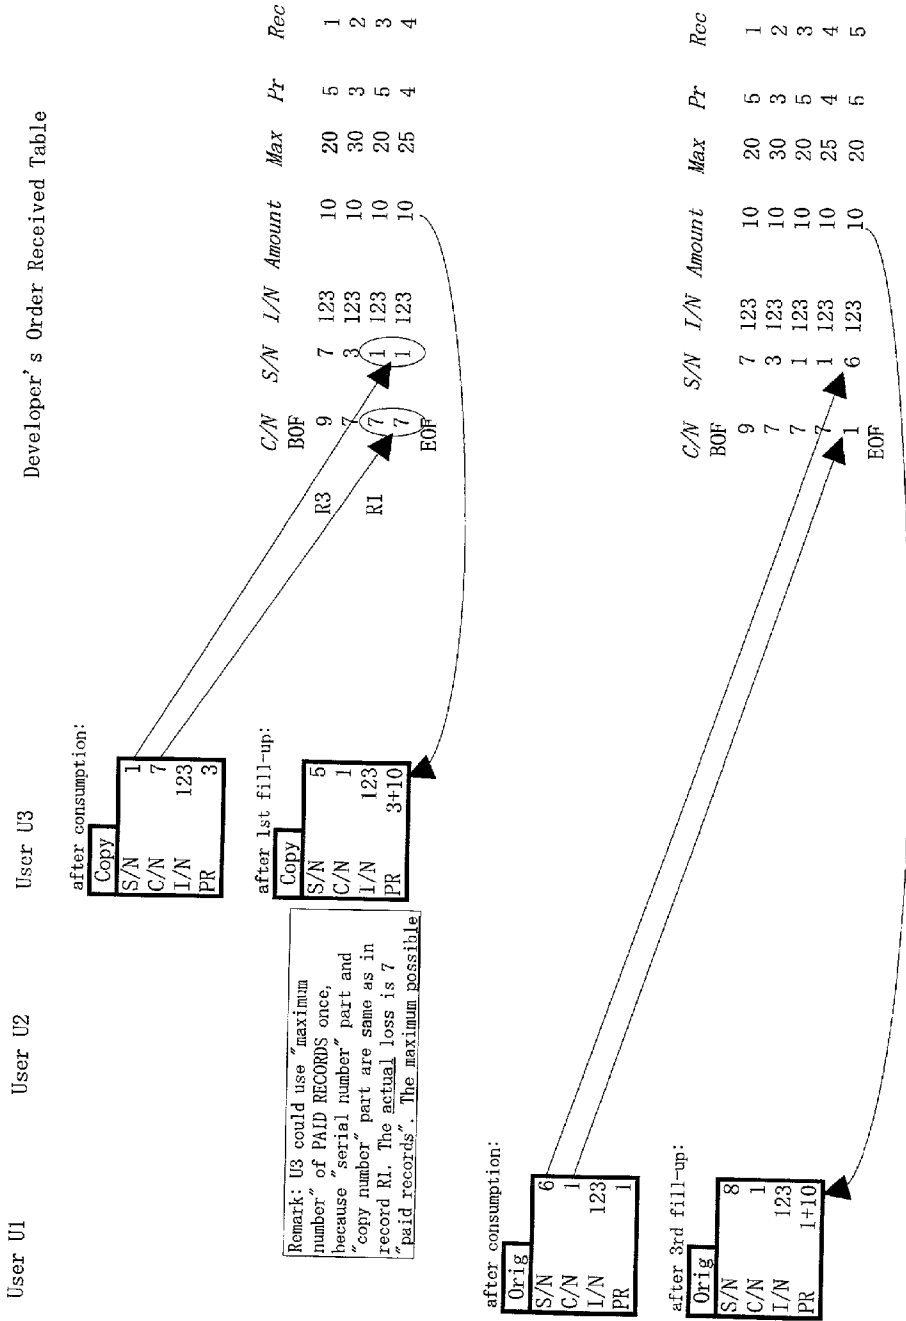 User U1 User U2 User U3 Developer's Order Received Table
after consumption:
Copy
S/N 1
C/N 7
I/N 123
PR 3
R3
R1
C/N S/N I/N Amount Max Pr Rec
BOF
9 7 123 10 20 5 1
7 3 123 10 30 3 2
7 1 123 10 20 5 3
7 1 123 10 25 4 4
EOF
after 1st fill-up:
Copy
S/N 5
C/N 1
I/N 123
PR 3+10
Remark: U3 could use "maximum
number" of PAID RECORDS once,
because "serial number" part and
"copy number" part are same as in
record R1. The actual loss is 7
"paid records". The maximum possible
after consumption:
Orig
S/N 6
C/N 1
I/N 123
PR 1
C/N S/N I/N Amount Max Pr Rec
BOF
9 7 123 10 20 5 1
7 3 123 10 30 3 2
7 1 123 10 20 5 3
7 1 123 10 25 4 4
1 6 123 10 20 5 5
EOF
after 3rd fill-up:
Orig
S/N 8
C/N 1
I/N 123
PR 1+10